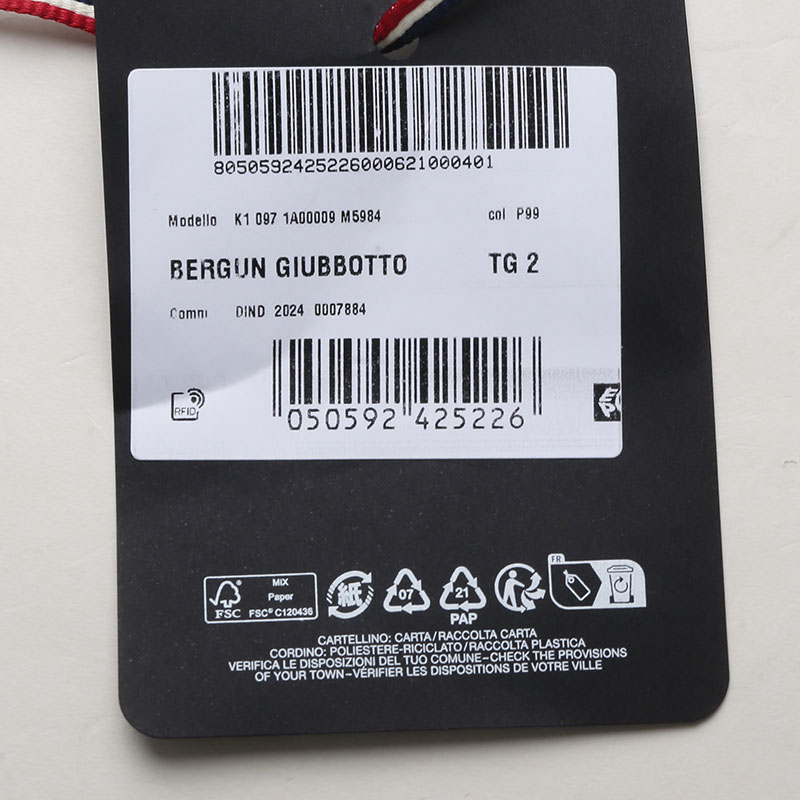 8050592425226000621000401
Modello K1 097 1A00009 M5984 col P99
BERGUN GIUBBOTTO TG 2
Comm DIND 2024 0007884
RFID
050592 425226
FSC
MIX
Paper
FSC® C120436
紙
07
21
PAP
FR
CARTELLINO: CARTA/RACCOLTA CARTA
CORDINO: POLIESTERE-RICICLATO/RACCOLTA PLASTICA
VERIFICA LE DISPOSIZIONI DEL TUO COMUNE–CHECK THE PROVISIONS
OF YOUR TOWN–VÉRIFIER LES DISPOSITIONS DE VOTRE VILLE